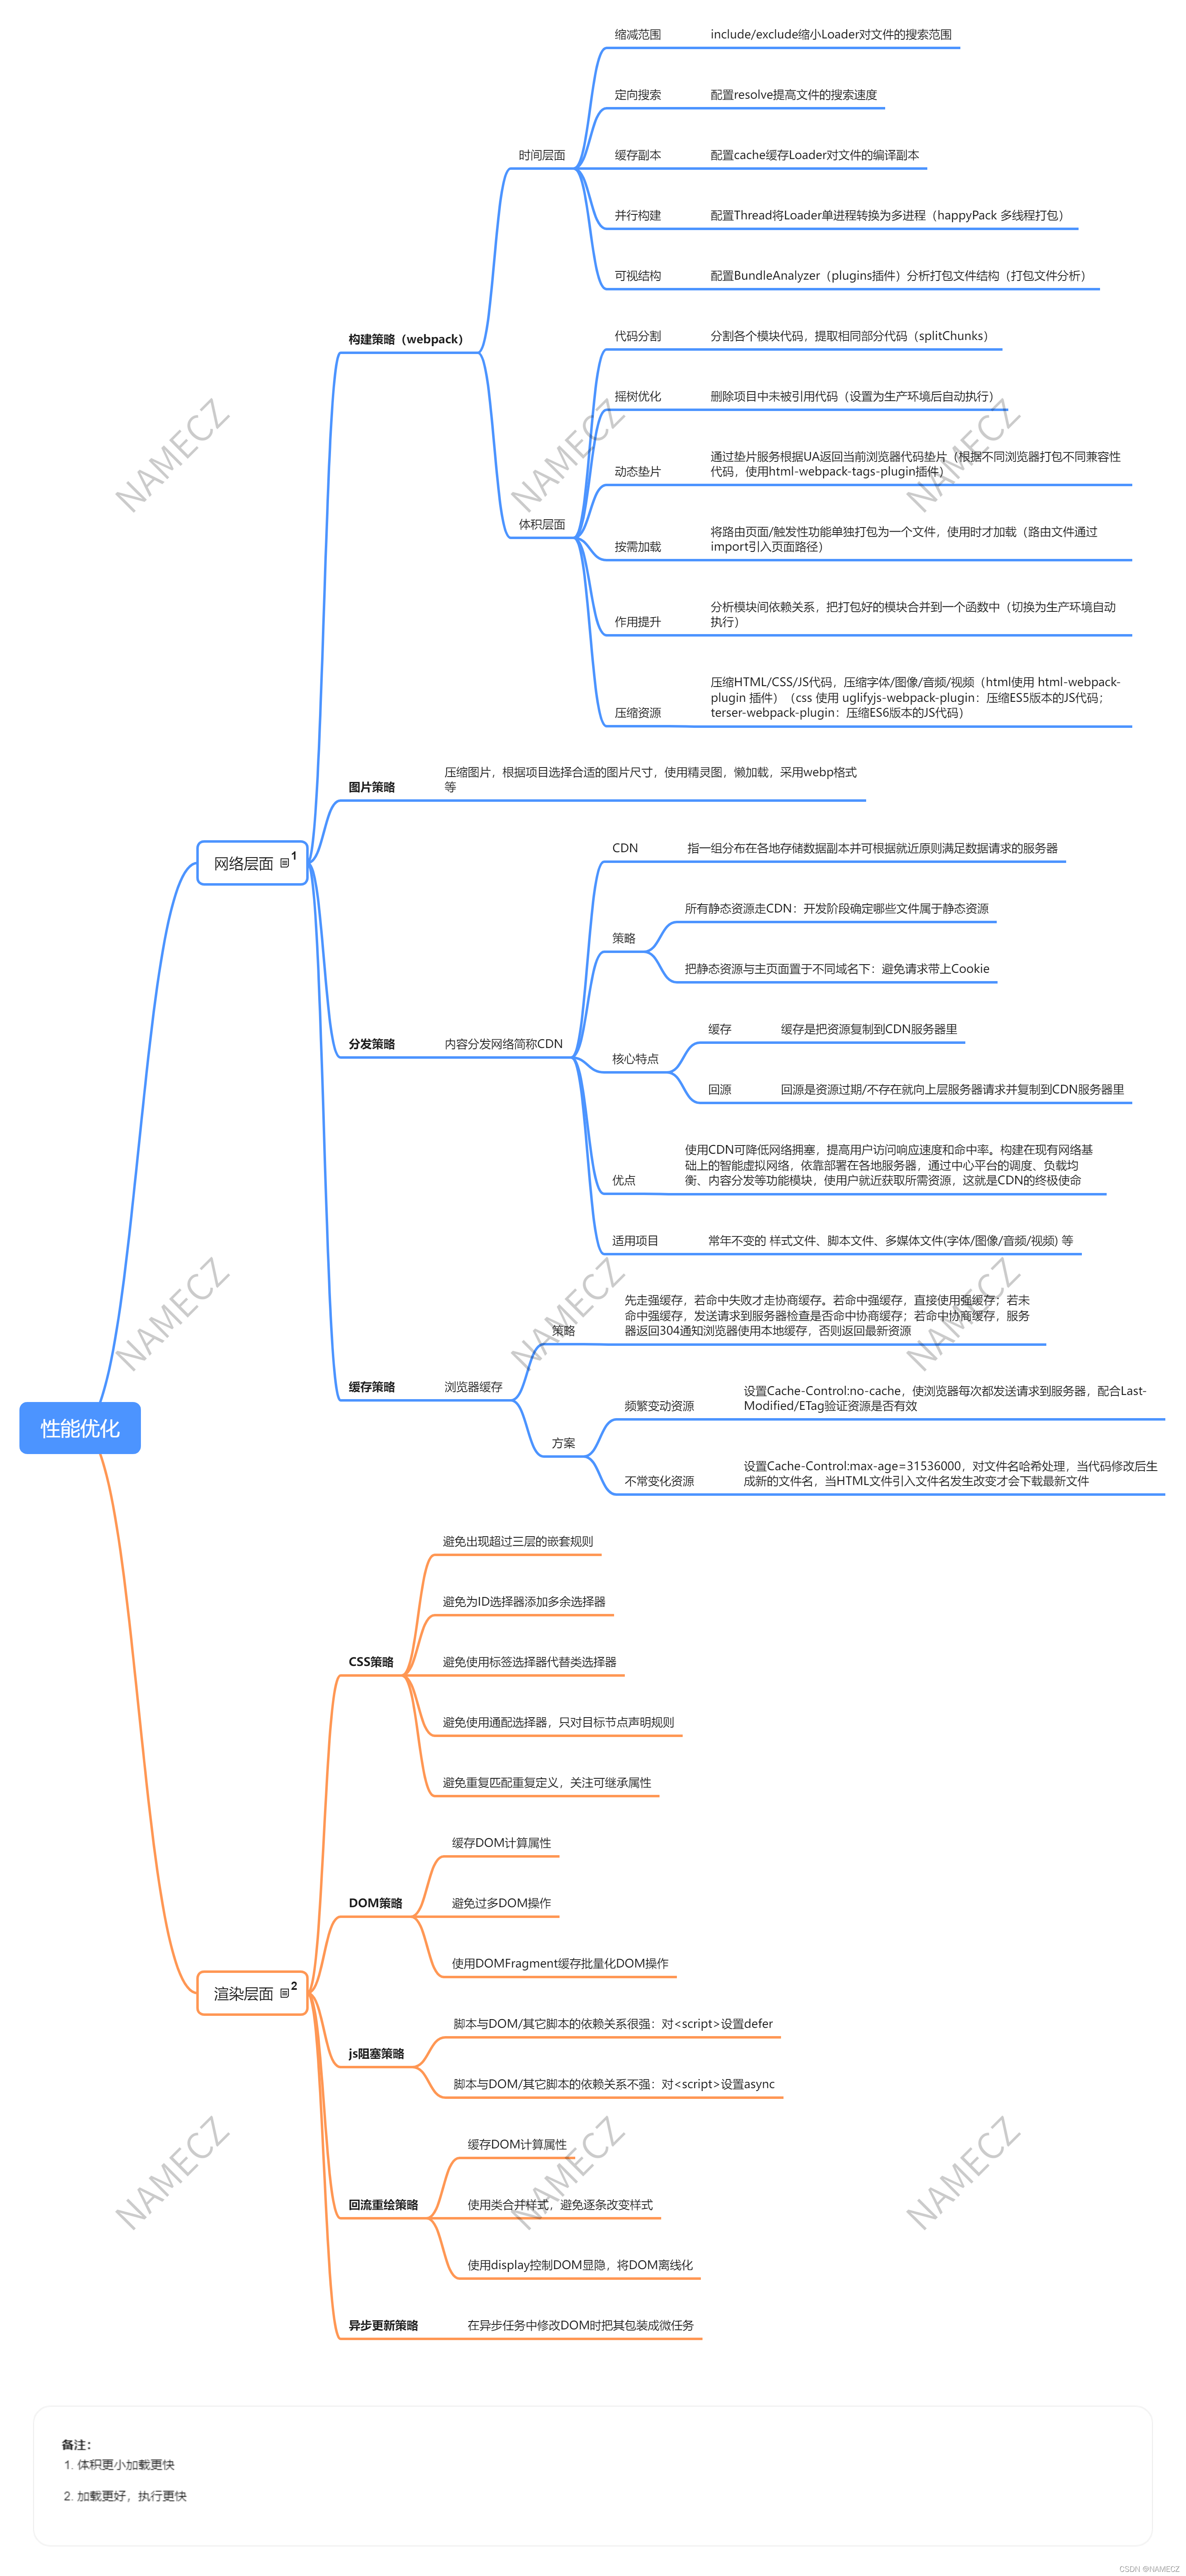 性能优化
网络层面 1
构建策略（webpack）
时间层面
缩减范围
include/exclude缩小Loader对文件的搜索范围
定向搜索
配置resolve提高文件的搜索速度
缓存副本
配置cache缓存Loader对文件的编译副本
并行构建
配置Thread将Loader单进程转换为多进程（happyPack 多线程打包）
可视结构
配置BundleAnalyzer（plugins插件）分析打包文件结构（打包文件分析）
体积层面
代码分割
分割各个模块代码，提取相同部分代码（splitChunks）
摇树优化
删除项目中未被引用代码（设置为生产环境后自动执行）
动态垫片
通过垫片服务根据UA返回当前浏览器代码垫片（根据不同浏览器打包不同兼容性
代码，使用html-webpack-tags-plugin插件）
按需加载
将路由页面/触发性功能单独打包为一个文件，使用时才加载（路由文件通过
import引入页面路径）
作用提升
分析模块间依赖关系，把打包好的模块合并到一个函数中（切换为生产环境自动
执行）
压缩资源
压缩HTML/CSS/JS代码，压缩字体/图像/音频/视频（html使用 html-webpack-
plugin 插件）（css 使用 uglifyjs-webpack-plugin：压缩ES5版本的JS代码；
terser-webpack-plugin：压缩ES6版本的JS代码）
图片策略
压缩图片，根据项目选择合适的图片尺寸，使用精灵图，懒加载，采用webp格式
等
分发策略
内容分发网络简称CDN
CDN
指一组分布在各地存储数据副本并可根据就近原则满足数据请求的服务器
策略
所有静态资源走CDN：开发阶段确定哪些文件属于静态资源
把静态资源与主页面置于不同域名下：避免请求带上Cookie
核心特点
缓存
缓存是把资源复制到CDN服务器里
回源
回源是资源过期/不存在就向上层服务器请求并复制到CDN服务器里
优点
使用CDN可降低网络拥塞，提高用户访问响应速度和命中率。构建在现有网络基
础上的智能虚拟网络，依靠部署在各地服务器，通过中心平台的调度、负载均
衡、内容分发等功能模块，使用户就近获取所需资源，这就是CDN的终极使命
适用项目
常年不变的 样式文件、脚本文件、多媒体文件(字体/图像/音频/视频) 等
缓存策略
浏览器缓存
策略
先走强缓存，若命中失败才走协商缓存。若命中强缓存，直接使用强缓存；若未
命中强缓存，发送请求到服务器检查是否命中协商缓存；若命中协商缓存，服务
器返回304通知浏览器使用本地缓存，否则返回最新资源
方案
频繁变动资源
设置Cache-Control:no-cache，使浏览器每次都发送请求到服务器，配合Last-
Modified/ETag验证资源是否有效
不常变化资源
设置Cache-Control:max-age=31536000，对文件名哈希处理，当代码修改后生
成新的文件名，当HTML文件引入文件名发生改变才会下载最新文件
渲染层面 2
CSS策略
避免出现超过三层的嵌套规则
避免为ID选择器添加多余选择器
避免使用标签选择器代替类选择器
避免使用通配选择器，只对目标节点声明规则
避免重复匹配重复定义，关注可继承属性
DOM策略
缓存DOM计算属性
避免过多DOM操作
使用DOMFragment缓存批量化DOM操作
js阻塞策略
脚本与DOM/其它脚本的依赖关系很强：对<script>设置defer
脚本与DOM/其它脚本的依赖关系不强：对<script>设置async
回流重绘策略
缓存DOM计算属性
使用类合并样式，避免逐条改变样式
使用display控制DOM显隐，将DOM离线化
异步更新策略
在异步任务中修改DOM时把其包装成微任务
备注：
1. 体积更小加载更快
2. 加载更好，执行更快
NAMECZ
NAMECZ
NAMECZ
NAMECZ
NAMECZ
NAMECZ
NAMECZ
NAMECZ
NAMECZ
CSDN @NAMECZ